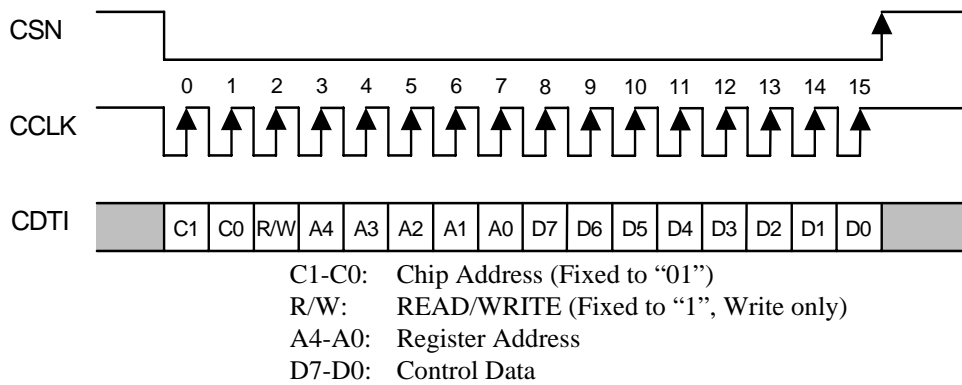 CSN
0 1 2 3 4 5 6 7 8 9 10 11 12 13 14 15
CCLK
CDTI C1 C0 R/W A4 A3 A2 A1 A0 D7 D6 D5 D4 D3 D2 D1 D0
C1-C0: Chip Address (Fixed to “01”)
R/W: READ/WRITE (Fixed to “1”, Write only)
A4-A0: Register Address
D7-D0: Control Data